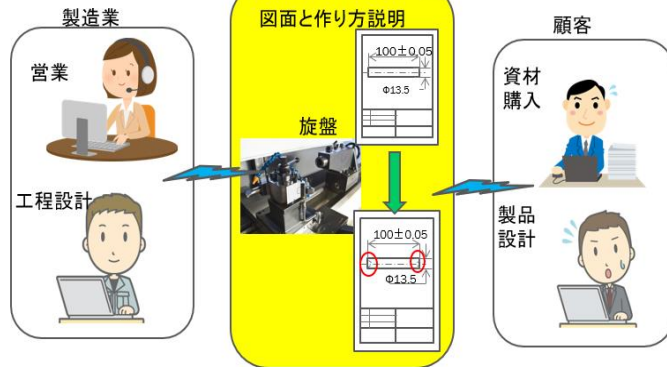 製造業
営業
工程設計
図面と作り方説明
100±0.05
Φ13.5
旋盤
100±0.05
Φ13.5
顧客
資材
購入
製品
設計